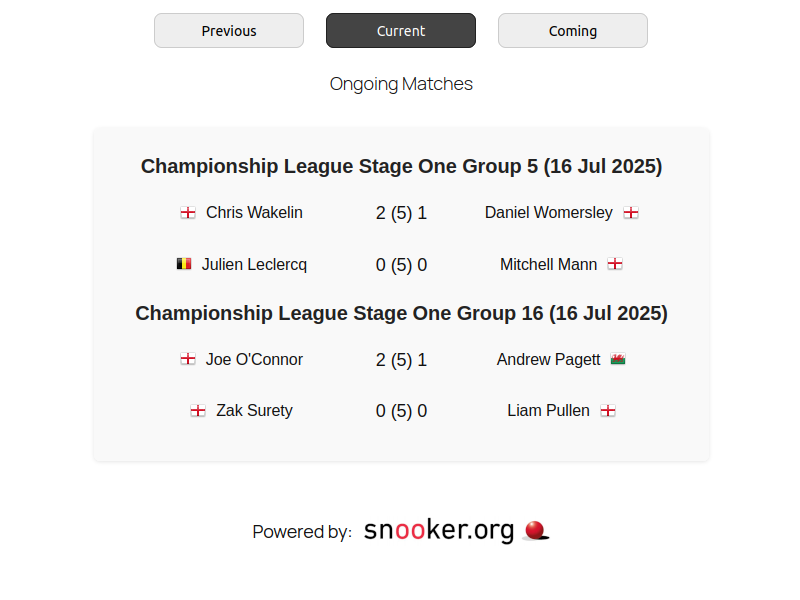 Previous Current Coming
Ongoing Matches
Championship League Stage One Group 5 (16 Jul 2025)
Chris Wakelin 2 (5) 1 Daniel Womersley
Julien Leclercq 0 (5) 0 Mitchell Mann
Championship League Stage One Group 16 (16 Jul 2025)
Joe O'Connor 2 (5) 1 Andrew Pagett
Zak Surety 0 (5) 0 Liam Pullen
Powered by: snooker.org